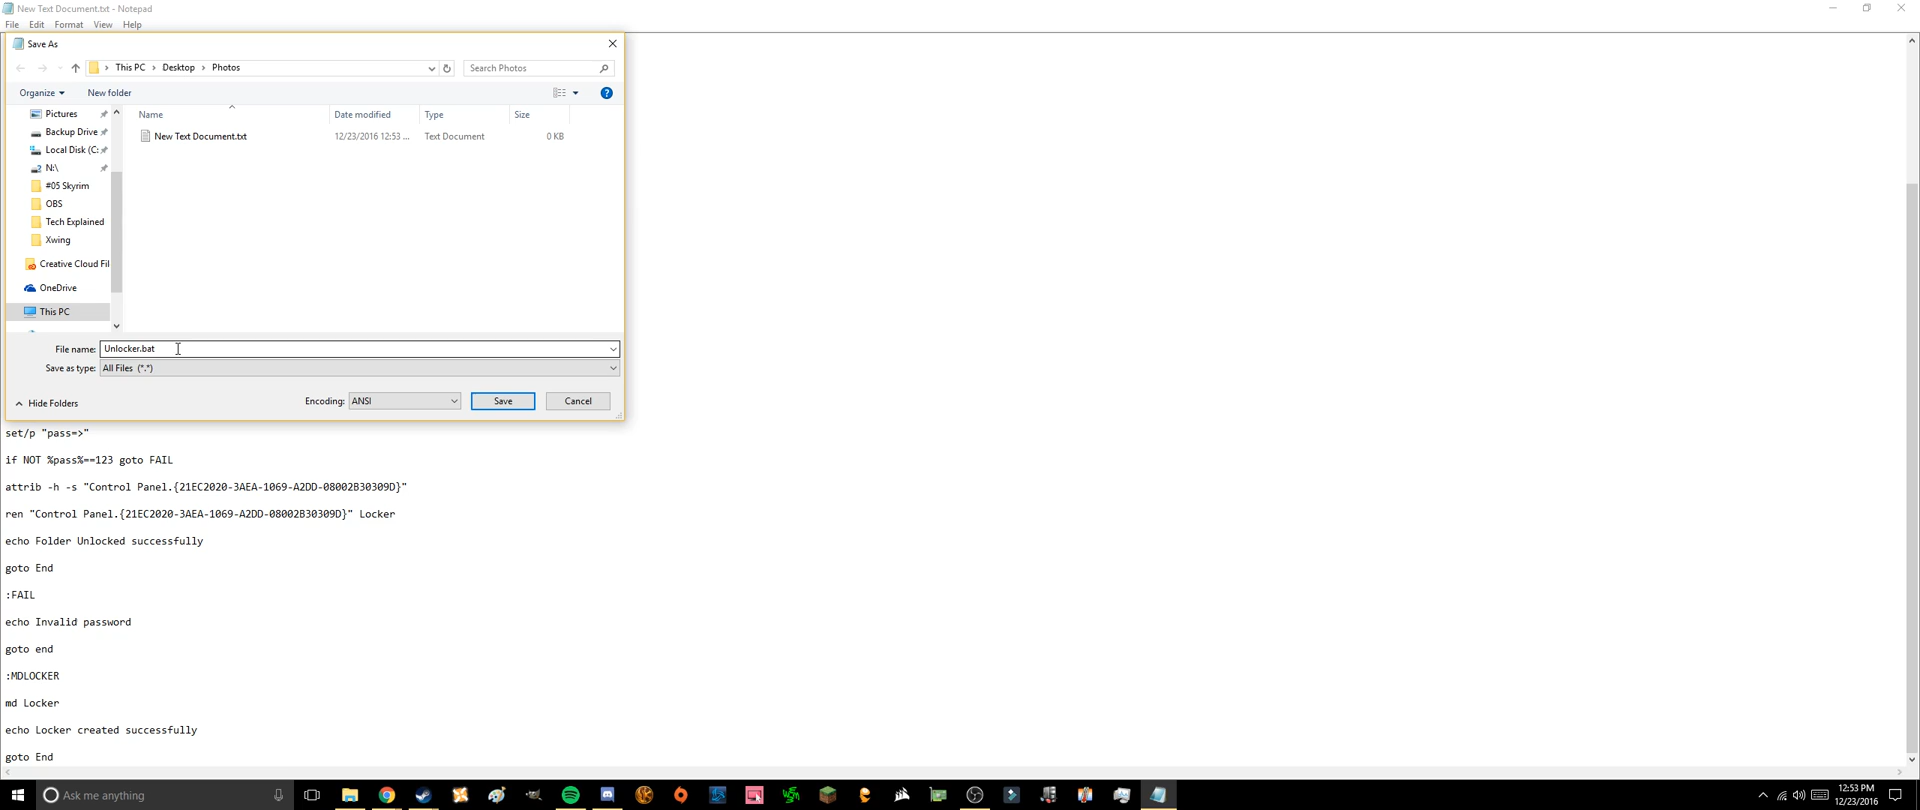 New Text Document.txt - Notepad
File Edit Format View Help
Save As
This PC › Desktop › Photos
Search Photos
Organize New folder
Name Date modified Type Size
Pictures
New Text Document.txt 12/23/2016 12:53 ... Text Document 0 KB
Backup Drive
Local Disk (C:
N:\
#05 Skyrim
OBS
Tech Explained
Xwing
Creative Cloud Fil
OneDrive
This PC
File name: Unlocker.bat
Save as type: All Files (*.*)
Hide Folders Encoding: ANSI Save Cancel
set/p "pass=>"
if NOT %pass%==123 goto FAIL
attrib -h -s "Control Panel.{21EC2020-3AEA-1069-A2DD-08002B30309D}"
ren "Control Panel.{21EC2020-3AEA-1069-A2DD-08002B30309D}" Locker
echo Folder Unlocked successfully
goto End
:FAIL
echo Invalid password
goto end
:MDLOCKER
md Locker
echo Locker created successfully
goto End
Ask me anything
12:53 PM
12/23/2016